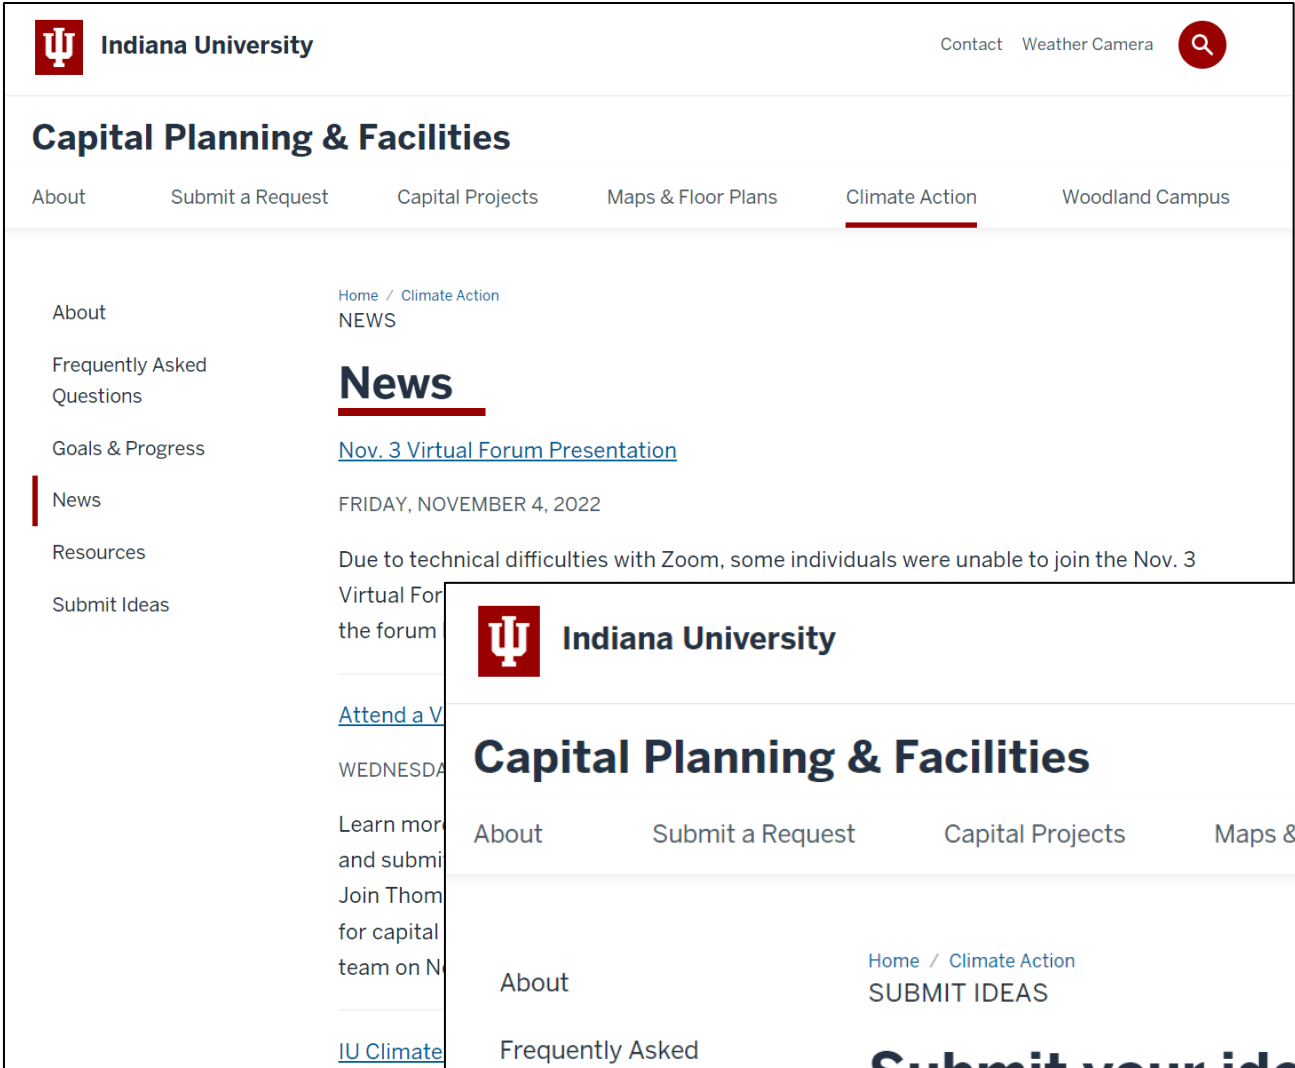 Indiana University
Contact Weather Camera
Capital Planning & Facilities
About Submit a Request Capital Projects Maps & Floor Plans Climate Action Woodland Campus
About
Frequently Asked
Questions
Goals & Progress
News
Resources
Submit Ideas
Home / Climate Action
NEWS
News
Nov. 3 Virtual Forum Presentation
FRIDAY, NOVEMBER 4, 2022
Due to technical difficulties with Zoom, some individuals were unable to join the Nov. 3
Virtual For
the forum
Attend a V
WEDNESDA
Learn more
and submi
Join Thom
for capital
team on N
IU Climate
Indiana University
Capital Planning & Facilities
About Submit a Request Capital Projects Maps &
About
Frequently Asked
Home / Climate Action
SUBMIT IDEAS
Submit your ide